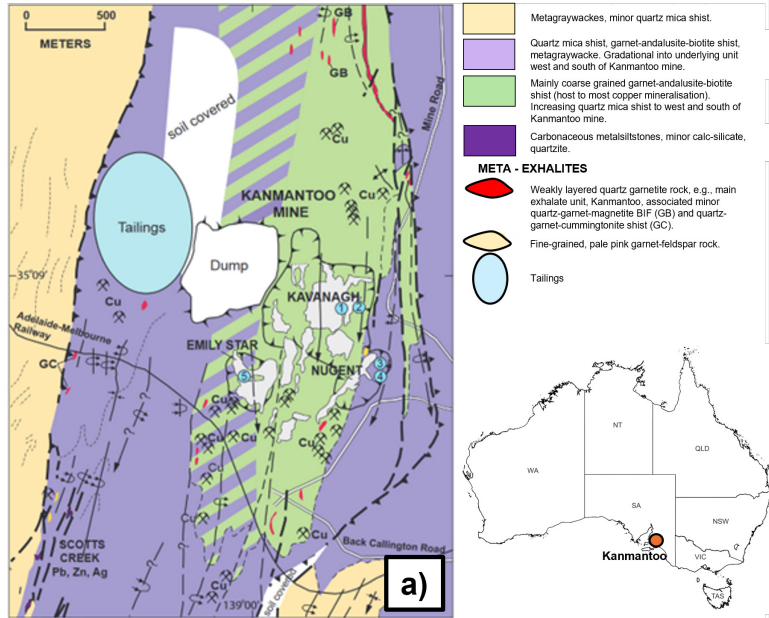 0 500
METERS
GB
GB
soil covered
Mine Road
Cu
Cu
KANMANTOO
MINE
Tailings
Dump
35°09'
KAVANAGH
1 2
Cu
Adelaide-Melbourne
Railway
EMILY STAR
NUGENT
3
4
5
GC
Cu
Cu
Cu
Cu
Cu
Cu
Cu
Back Callington Road
SCOTTS
CREEK
Pb, Zn, Ag
Cu
139°00'
soil covered
a)
Metagraywackes, minor quartz mica shist.
Quartz mica shist, garnet-andalusite-biotite shist,
metagraywacke. Gradational into underlying unit
west and south of Kanmantoo mine.
Mainly coarse grained garnet-andalusite-biotite
shist (host to most copper mineralisation).
Increasing quartz mica shist to west and south of
Kanmantoo mine.
Carbonaceous metalsiltstones, minor calc-silicate,
quartzite.
META - EXHALITES
Weakly layered quartz garnetite rock, e.g., main
exhalate unit, Kanmantoo, associated minor
quartz-garnet-magnetite BIF (GB) and quartz-
garnet-cummingtonite shist (GC).
Fine-grained, pale pink garnet-feldspar rock.
Tailings
NT
QLD
WA
SA
NSW
Kanmantoo
VIC
TAS